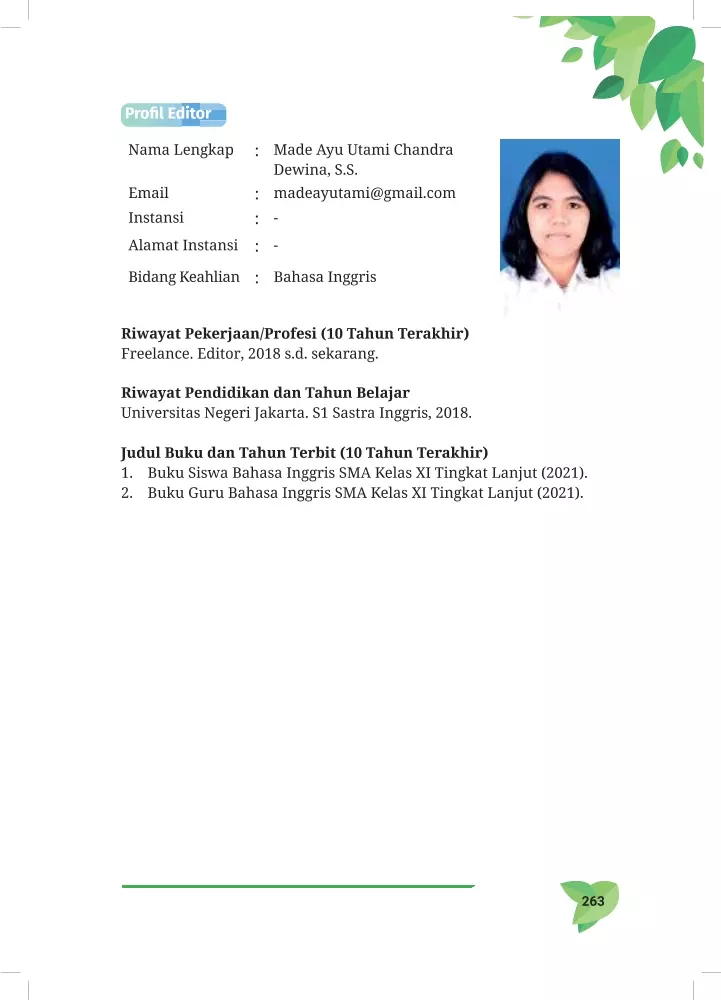 Profil Editor
Nama Lengkap : Made Ayu Utami Chandra
Dewina, S.S.
Email : madeayutami@gmail.com
Instansi : -
Alamat Instansi : -
Bidang Keahlian : Bahasa Inggris
Riwayat Pekerjaan/Profesi (10 Tahun Terakhir)
Freelance. Editor, 2018 s.d. sekarang.
Riwayat Pendidikan dan Tahun Belajar
Universitas Negeri Jakarta. S1 Sastra Inggris, 2018.
Judul Buku dan Tahun Terbit (10 Tahun Terakhir)
1. Buku Siswa Bahasa Inggris SMA Kelas XI Tingkat Lanjut (2021).
2. Buku Guru Bahasa Inggris SMA Kelas XI Tingkat Lanjut (2021).
263